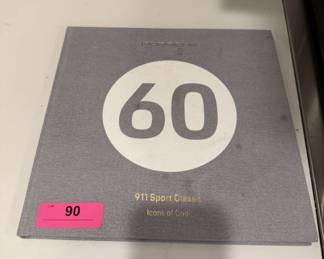 60
911 Sport Classic
Icons of Cool
90